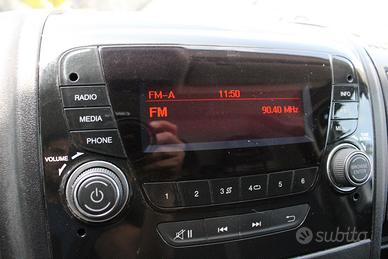 FM-A 11:50
RADIO
FM 90.40 MHz
INFO
MEDIA
PHONE
VOLUME
1 2 3 4 5 6
subito